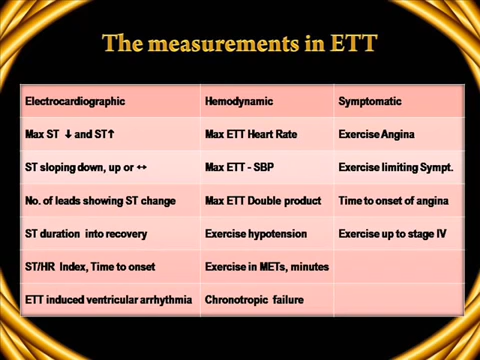 The measurements in ETT
Electrocardiographic Hemodynamic Symptomatic
Max ST ↓ and ST↑ Max ETT Heart Rate Exercise Angina
ST sloping down, up or ↔ Max ETT - SBP Exercise limiting Sympt.
No. of leads showing ST change Max ETT Double product Time to onset of angina
ST duration into recovery Exercise hypotension Exercise up to stage IV
ST/HR Index, Time to onset Exercise in METs, minutes
ETT induced ventricular arrhythmia Chronotropic failure